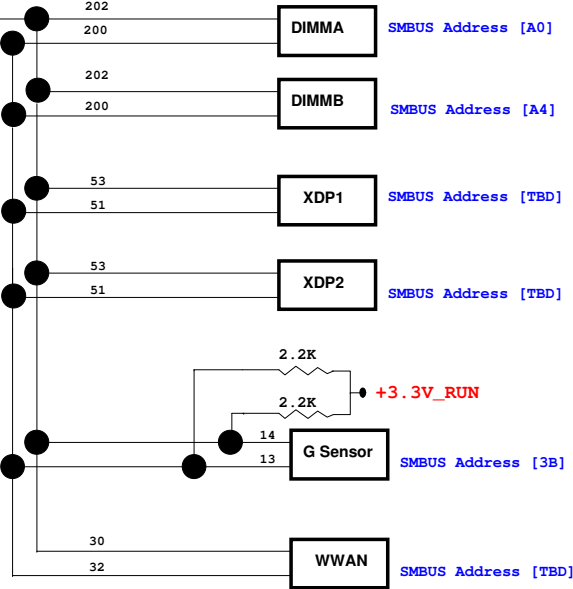 202
200
DIMMA
SMBUS Address [A0]
202
200
DIMMB
SMBUS Address [A4]
53
51
XDP1
SMBUS Address [TBD]
53
51
XDP2
SMBUS Address [TBD]
2.2K
+3.3V_RUN
2.2K
14
13
G Sensor
SMBUS Address [3B]
30
32
WWAN
SMBUS Address [TBD]